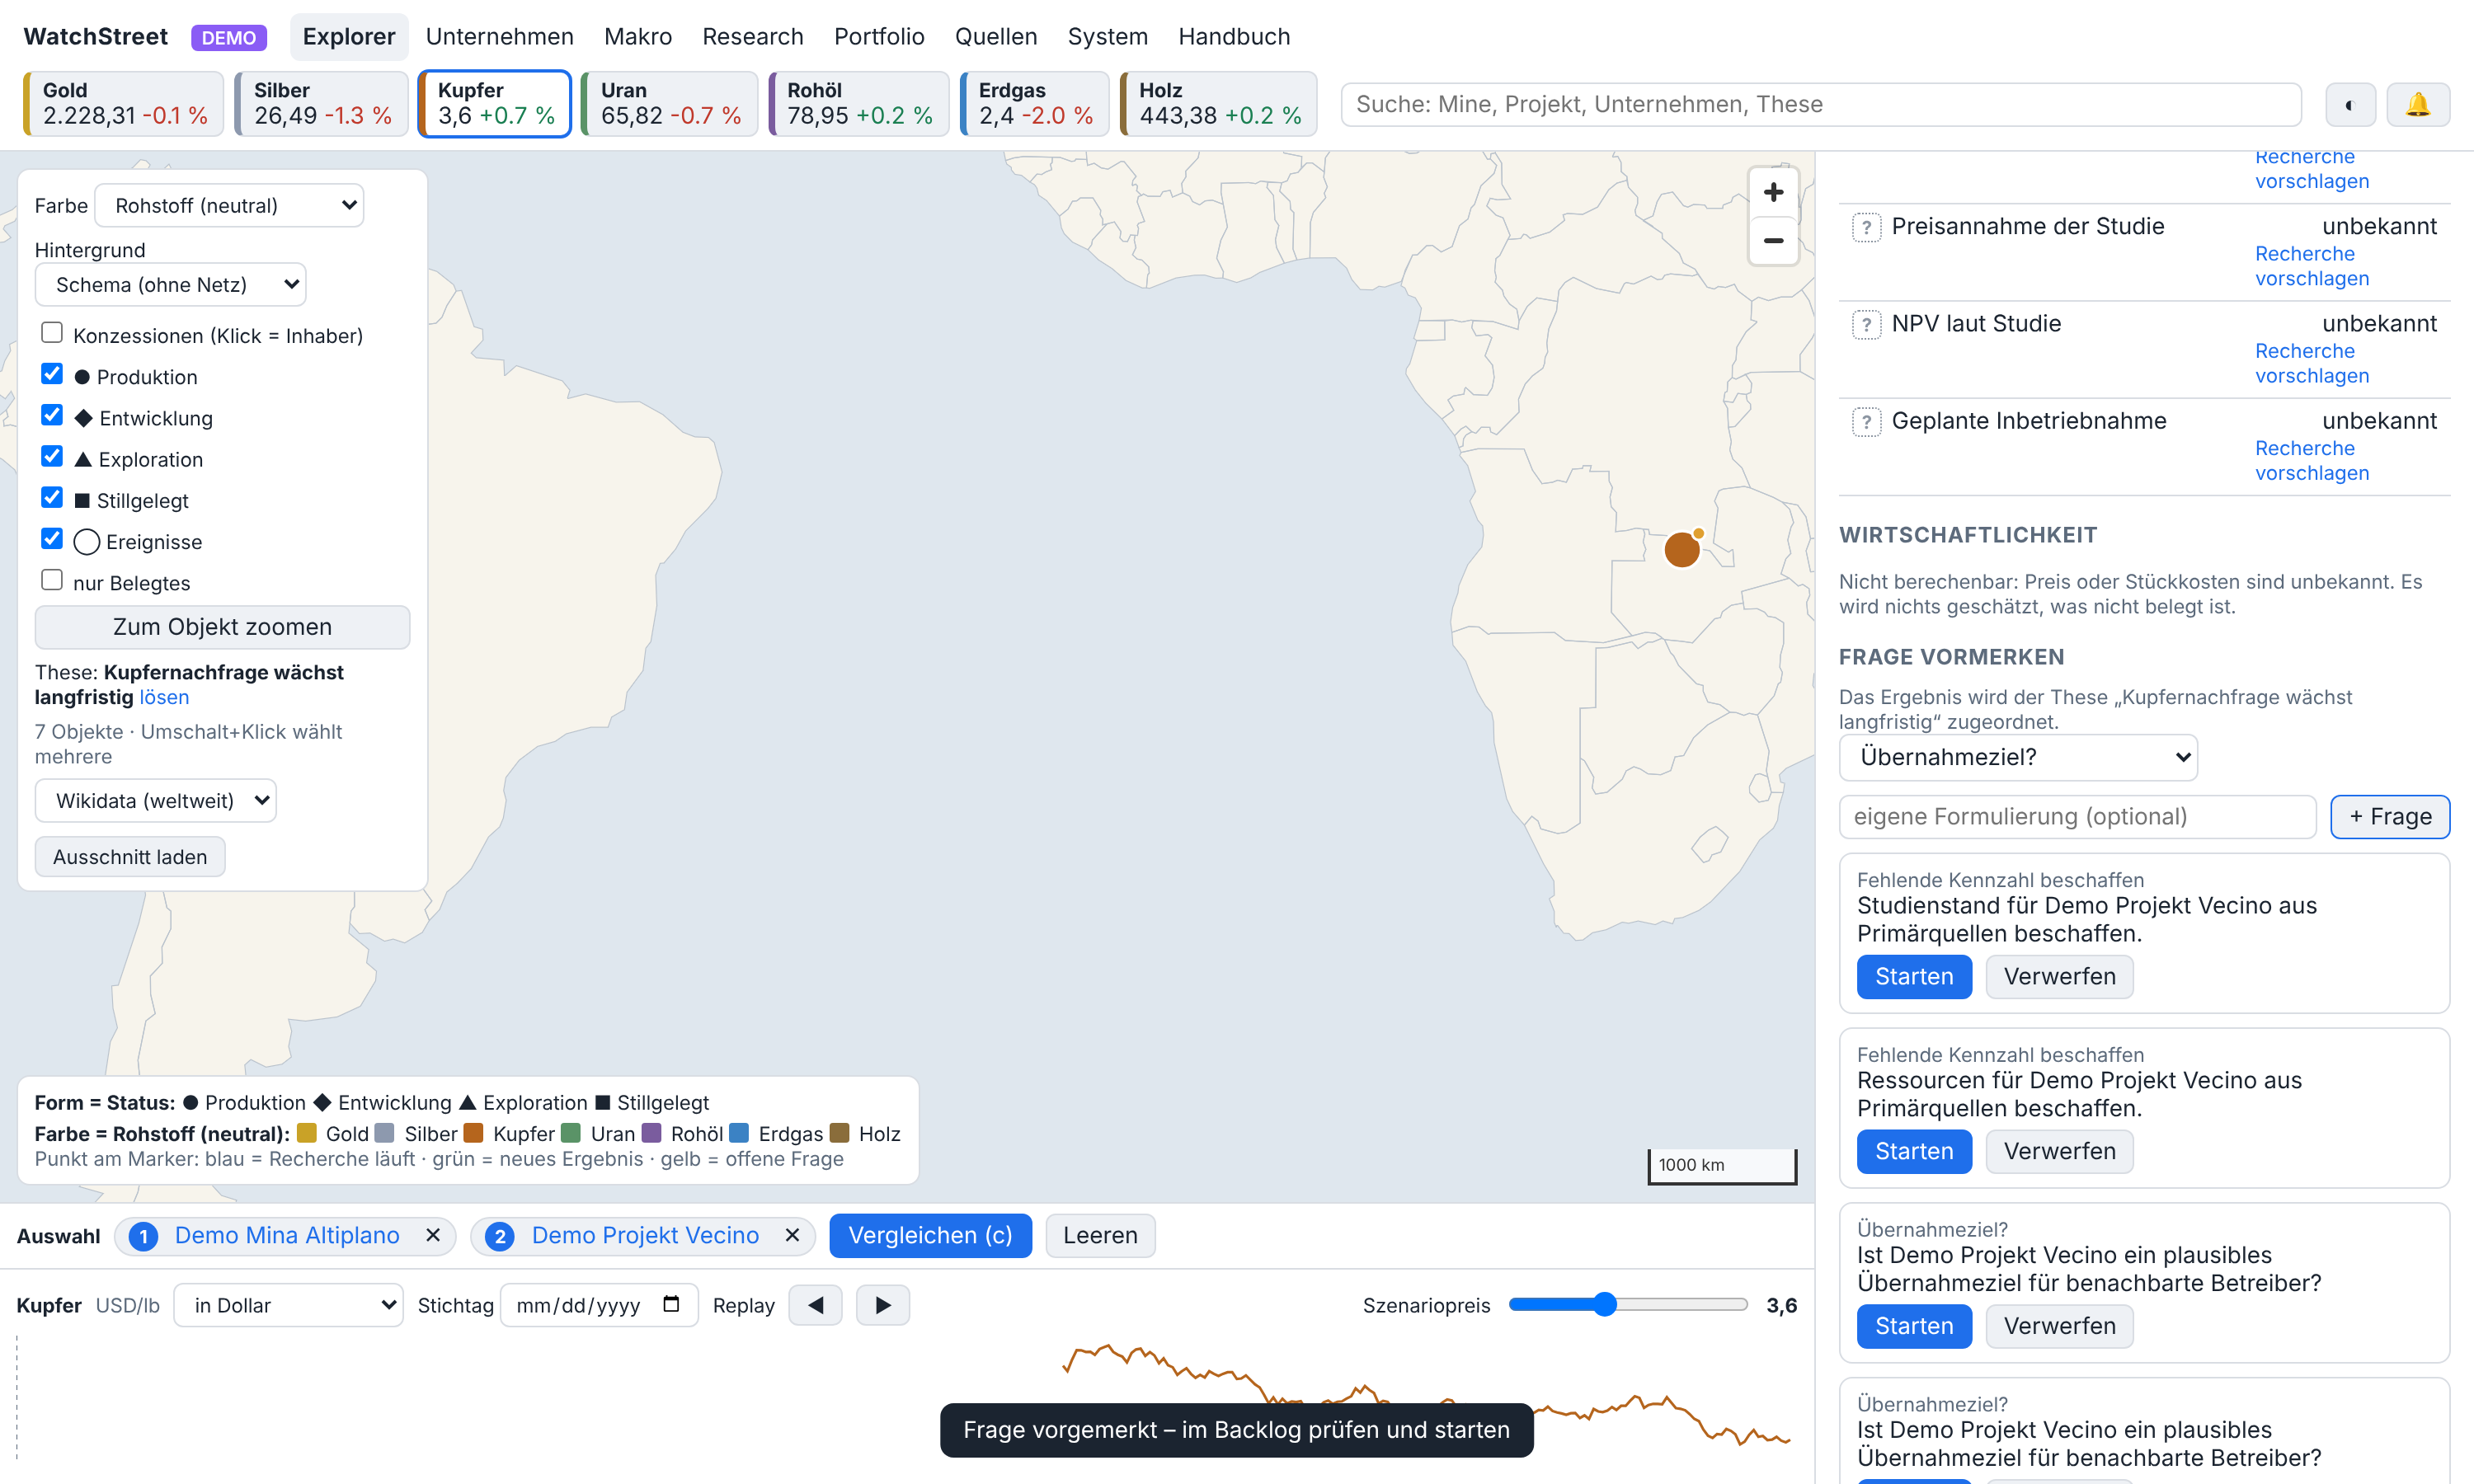 WatchStreet DEMO Explorer Unternehmen Makro Research Portfolio Quellen System Handbuch
Gold
2.228,31 -0.1 %
Silber
26,49 -1.3 %
Kupfer
3,6 +0.7 %
Uran
65,82 -0.7 %
Rohöl
78,95 +0.2 %
Erdgas
2,4 -2.0 %
Holz
443,38 +0.2 %
Suche: Mine, Projekt, Unternehmen, These
Farbe Rohstoff (neutral)
Hintergrund
Schema (ohne Netz)
Konzessionen (Klick = Inhaber)
Produktion
Entwicklung
Exploration
Stillgelegt
Ereignisse
nur Belegtes
Zum Objekt zoomen
These: Kupfernachfrage wächst
langfristig lösen
7 Objekte · Umschalt+Klick wählt
mehrere
Wikidata (weltweit)
Ausschnitt laden
+
−
Form = Status: Produktion Entwicklung Exploration Stillgelegt
Farbe = Rohstoff (neutral): Gold Silber Kupfer Uran Rohöl Erdgas Holz
Punkt am Marker: blau = Recherche läuft · grün = neues Ergebnis · gelb = offene Frage
1000 km
Auswahl 1 Demo Mina Altiplano ✕ 2 Demo Projekt Vecino ✕ Vergleichen (c) Leeren
Kupfer USD/lb in Dollar Stichtag mm/dd/yyyy Replay ◀ ▶ Szenariopreis 3,6
Frage vorgemerkt – im Backlog prüfen und starten
Recherche
vorschlagen
? Preisannahme der Studie unbekannt
Recherche
vorschlagen
? NPV laut Studie unbekannt
Recherche
vorschlagen
? Geplante Inbetriebnahme unbekannt
Recherche
vorschlagen
WIRTSCHAFTLICHKEIT
Nicht berechenbar: Preis oder Stückkosten sind unbekannt. Es
wird nichts geschätzt, was nicht belegt ist.
FRAGE VORMERKEN
Das Ergebnis wird der These „Kupfernachfrage wächst
langfristig“ zugeordnet.
Übernahmeziel?
eigene Formulierung (optional) + Frage
Fehlende Kennzahl beschaffen
Studienstand für Demo Projekt Vecino aus
Primärquellen beschaffen.
Starten Verwerfen
Fehlende Kennzahl beschaffen
Ressourcen für Demo Projekt Vecino aus
Primärquellen beschaffen.
Starten Verwerfen
Übernahmeziel?
Ist Demo Projekt Vecino ein plausibles
Übernahmeziel für benachbarte Betreiber?
Starten Verwerfen
Übernahmeziel?
Ist Demo Projekt Vecino ein plausibles
Übernahmeziel für benachbarte Betreiber?